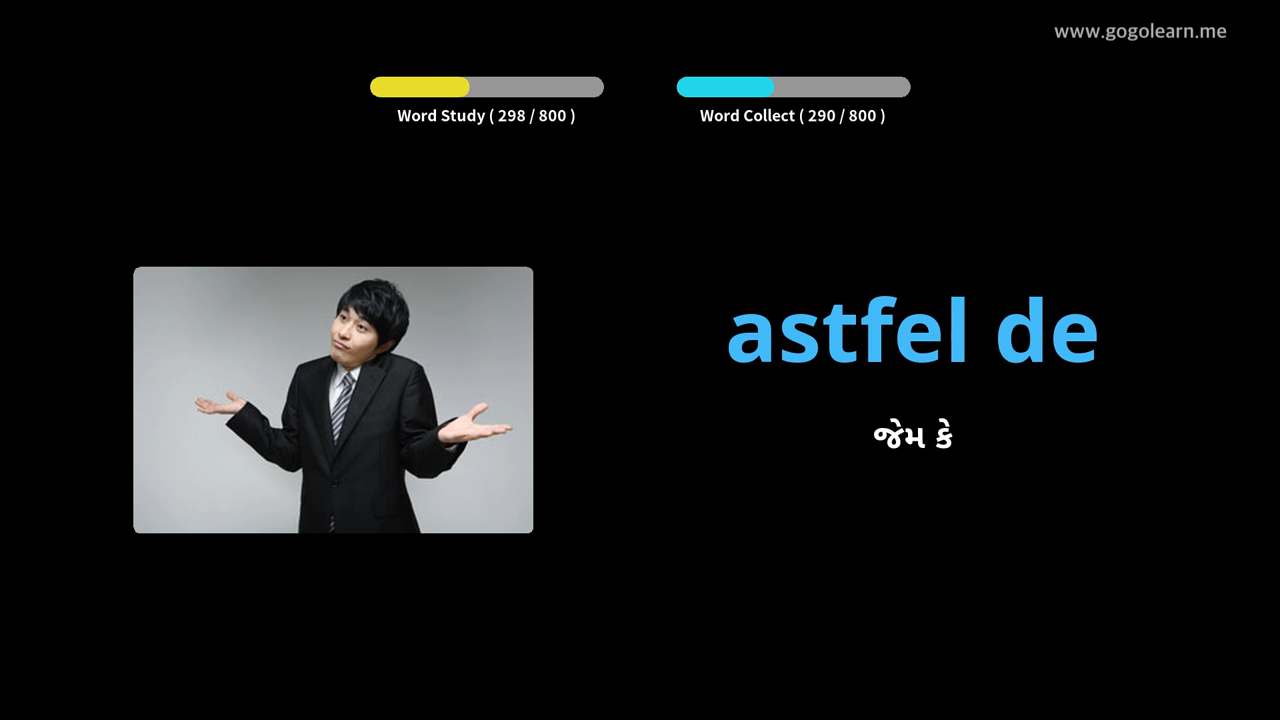 www.gogolearn.me
Word Study ( 298 / 800 )
Word Collect ( 290 / 800 )
astfel de
જેમ કે